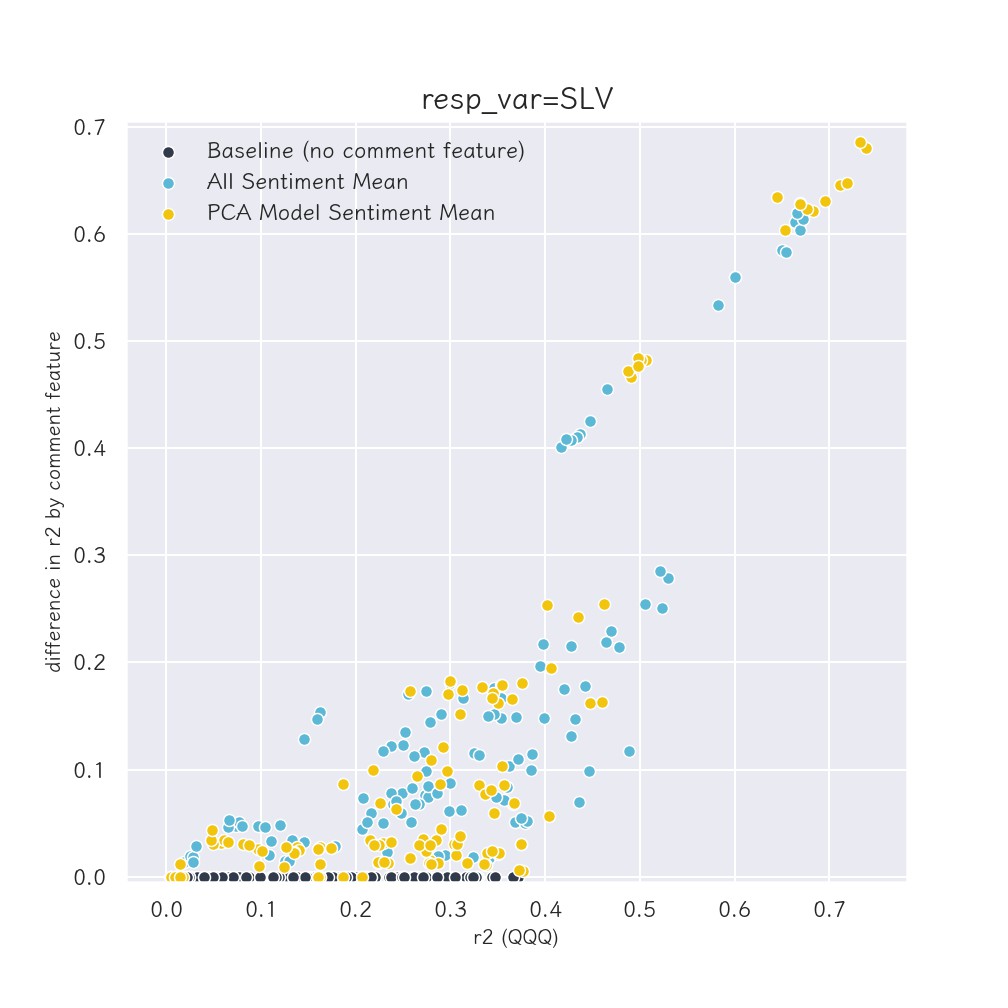 resp_var=SLV
Baseline (no comment feature)
All Sentiment Mean
PCA Model Sentiment Mean
difference in r2 by comment feature
0.7
0.6
0.5
0.4
0.3
0.2
0.1
0.0
0.0 0.1 0.2 0.3 0.4 0.5 0.6 0.7
r2 (QQQ)